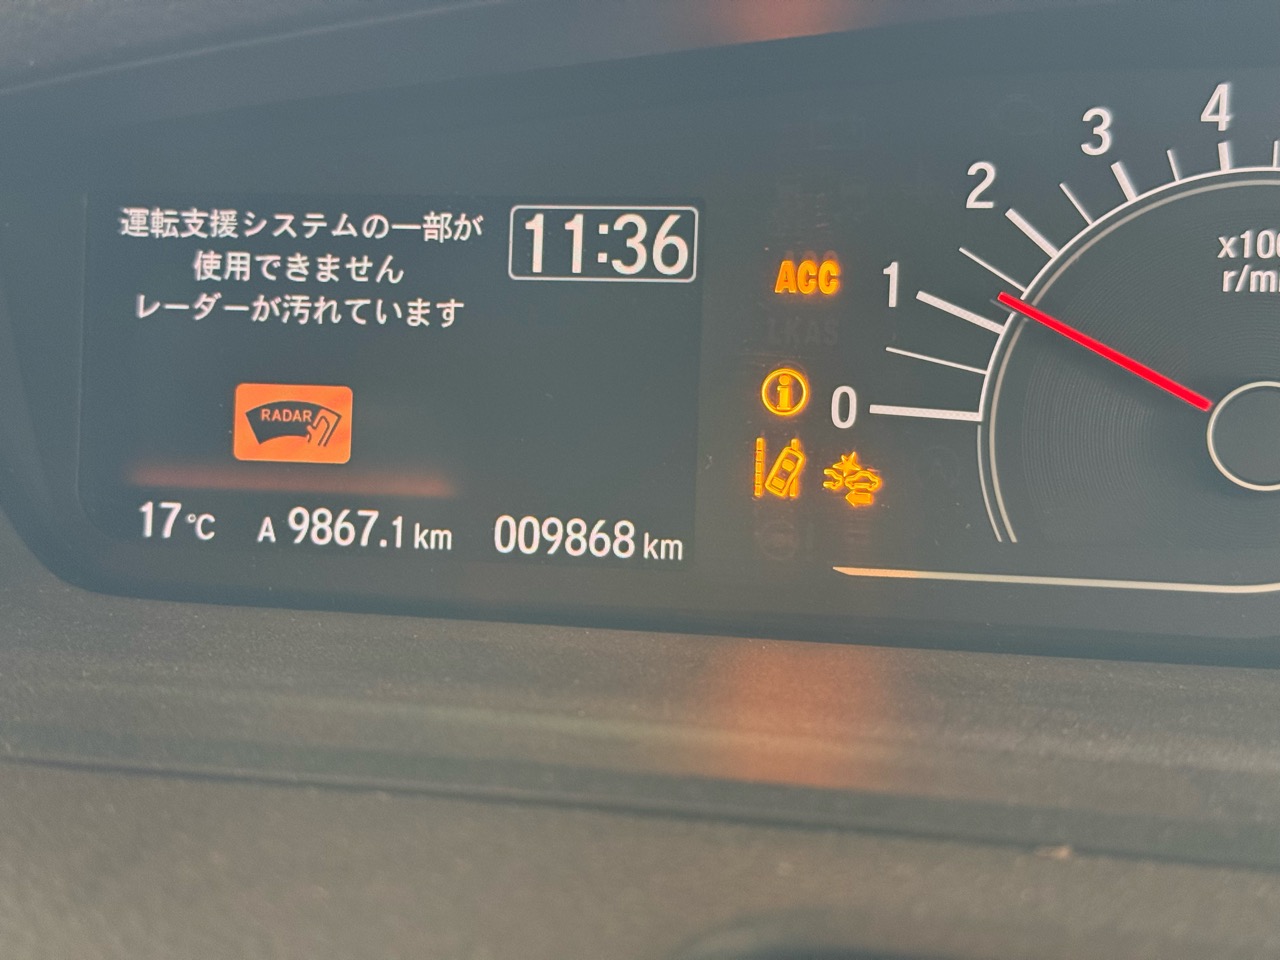 運転支援システムの一部が
使用できません
レーダーが汚れています
11:36
RADAR
17℃ A 9867.1 km 009868 km
ACC
LKAS
i
0
1
2
3
4
r/m